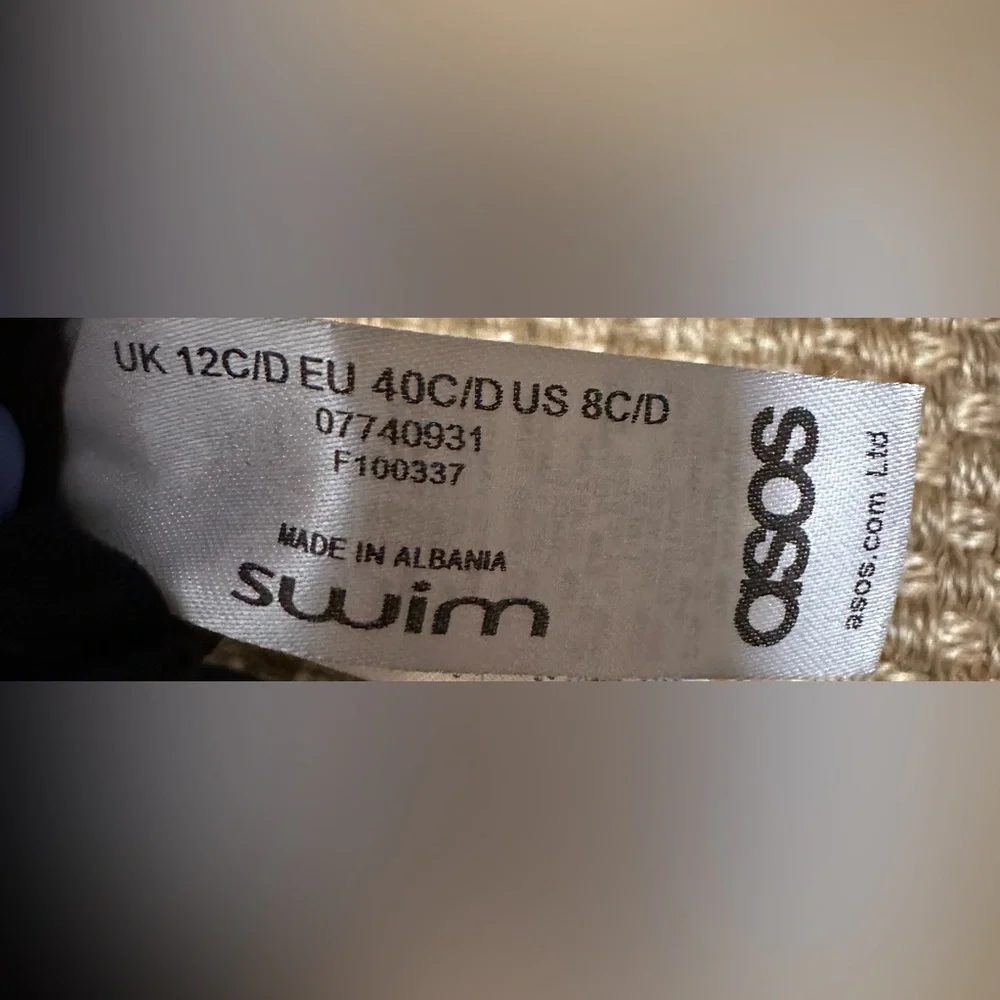 UK 12C/D EU 40C/D US 8C/D
07740931
F100337
MADE IN ALBANIA
swim
asos
asos.com Ltd